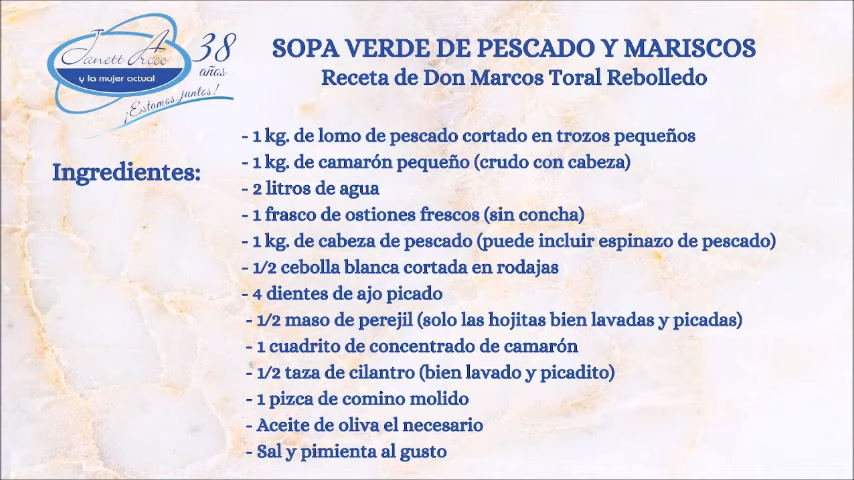 Janett Arceo
y la mujer actual
38
años
¡Estamos juntos!
SOPA VERDE DE PESCADO Y MARISCOS
Receta de Don Marcos Toral Rebolledo
Ingredientes:
- 1 kg. de lomo de pescado cortado en trozos pequeños
- 1 kg. de camarón pequeño (crudo con cabeza)
- 2 litros de agua
- 1 frasco de ostiones frescos (sin concha)
- 1 kg. de cabeza de pescado (puede incluir espinazo de pescado)
- 1/2 cebolla blanca cortada en rodajas
- 4 dientes de ajo picado
- 1/2 maso de perejil (solo las hojitas bien lavadas y picadas)
- 1 cuadrito de concentrado de camarón
- 1/2 taza de cilantro (bien lavado y picadito)
- 1 pizca de comino molido
- Aceite de oliva el necesario
- Sal y pimienta al gusto